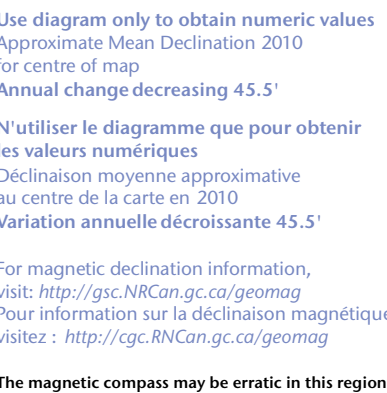 Use diagram only to obtain numeric values
Approximate Mean Declination 2010
for centre of map
Annual change decreasing 45.5'
N'utiliser le diagramme que pour obtenir
les valeurs numériques
Déclinaison moyenne approximative
au centre de la carte en 2010
Variation annuelle décroissante 45.5'
For magnetic declination information,
visit: http://gsc.NRCan.gc.ca/geomag
Pour information sur la déclinaison magnétique
visitez : http://cgc.RNCan.gc.ca/geomag
The magnetic compass may be erratic in this region